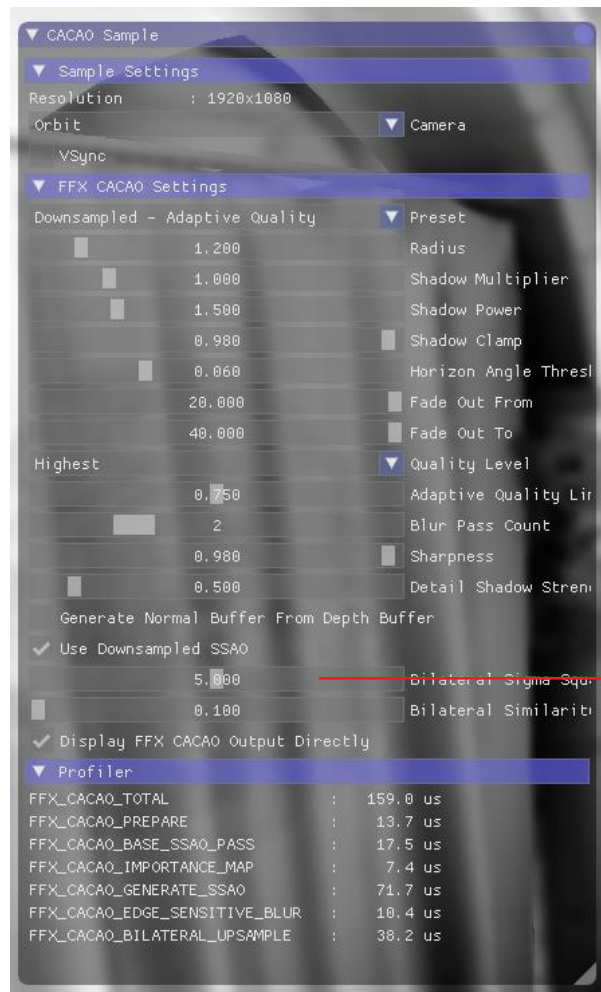 CACAO Sample
Sample Settings
Resolution : 1920x1080
Orbit Camera
VSync
FFX CACAO Settings
Downsampled - Adaptive Quality Preset
1.200 Radius
1.000 Shadow Multiplier
1.500 Shadow Power
0.980 Shadow Clamp
0.060 Horizon Angle Thresl
20.000 Fade Out From
40.000 Fade Out To
Highest Quality Level
0.750 Adaptive Quality Lir
2 Blur Pass Count
0.980 Sharpness
0.500 Detail Shadow Stren
Generate Normal Buffer From Depth Buffer
Use Downsampled SSAO
5.000 Bilateral Sigma Squ
0.100 Bilateral Similarit
Display FFX CACAO Output Directly
Profiler
FFX_CACAO_TOTAL : 159.0 us
FFX_CACAO_PREPARE : 13.7 us
FFX_CACAO_BASE_SSAO_PASS : 17.5 us
FFX_CACAO_IMPORTANCE_MAP : 7.4 us
FFX_CACAO_GENERATE_SSAO : 71.7 us
FFX_CACAO_EDGE_SENSITIVE_BLUR : 10.4 us
FFX_CACAO_BILATERAL_UPSAMPLE : 38.2 us